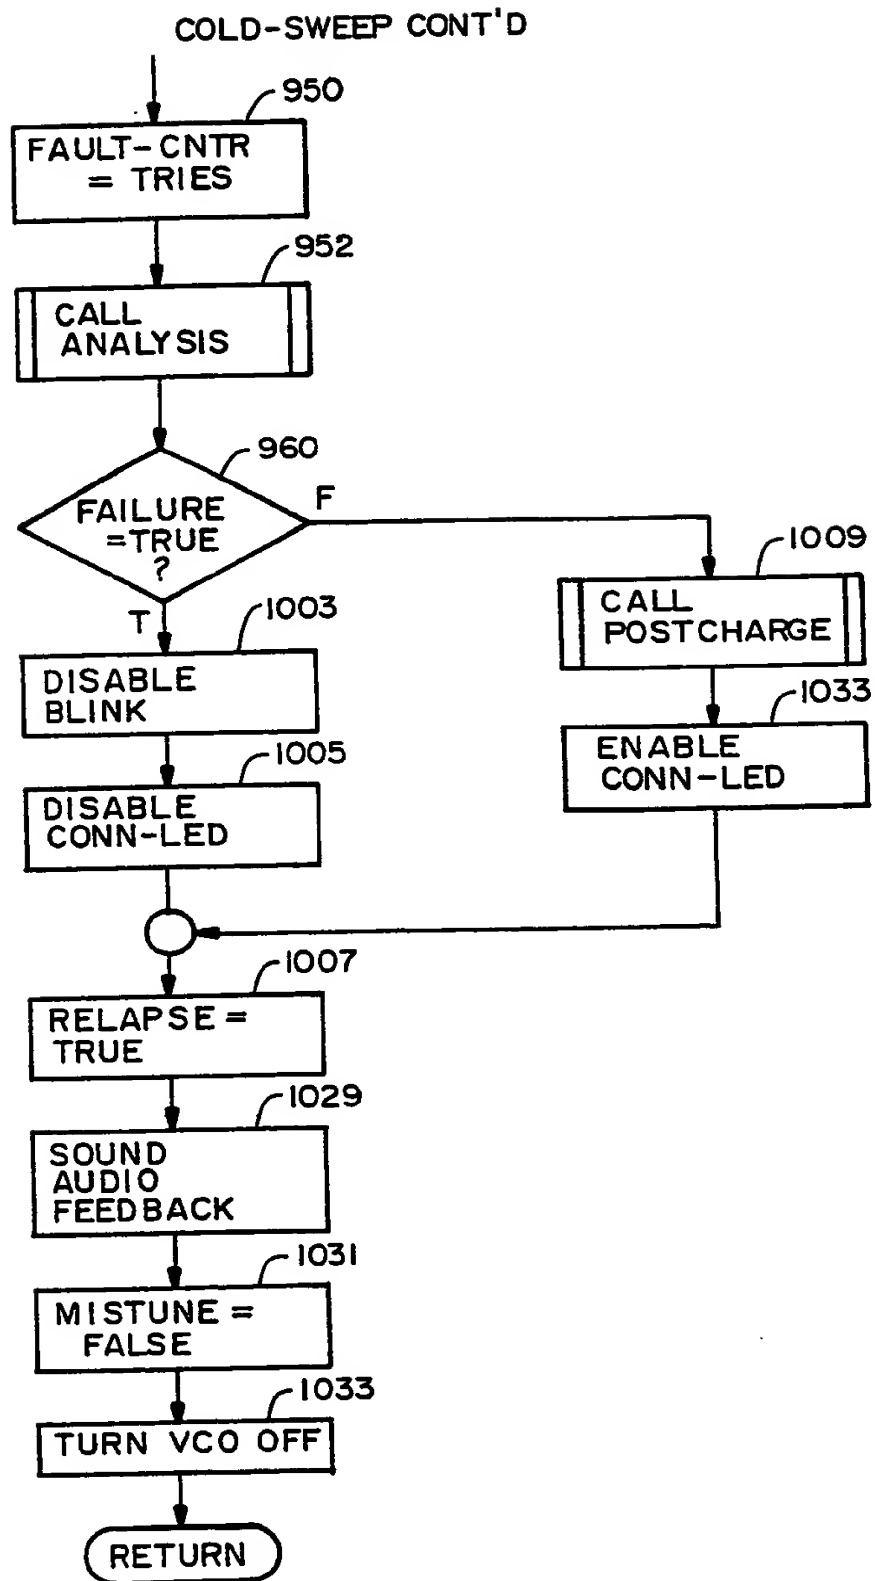 COLD-SWEEP CONT'D
950
FAULT-CNTR
= TRIES
952
CALL
ANALYSIS
960
FAILURE
=TRUE
?
F
T
1003
DISABLE
BLINK
1005
DISABLE
CONN-LED
1009
CALL
POSTCHARGE
1033
ENABLE
CONN-LED
1007
RELAPSE =
TRUE
1029
SOUND
AUDIO
FEEDBACK
1031
MISTUNE =
FALSE
1033
TURN VCO OFF
RETURN